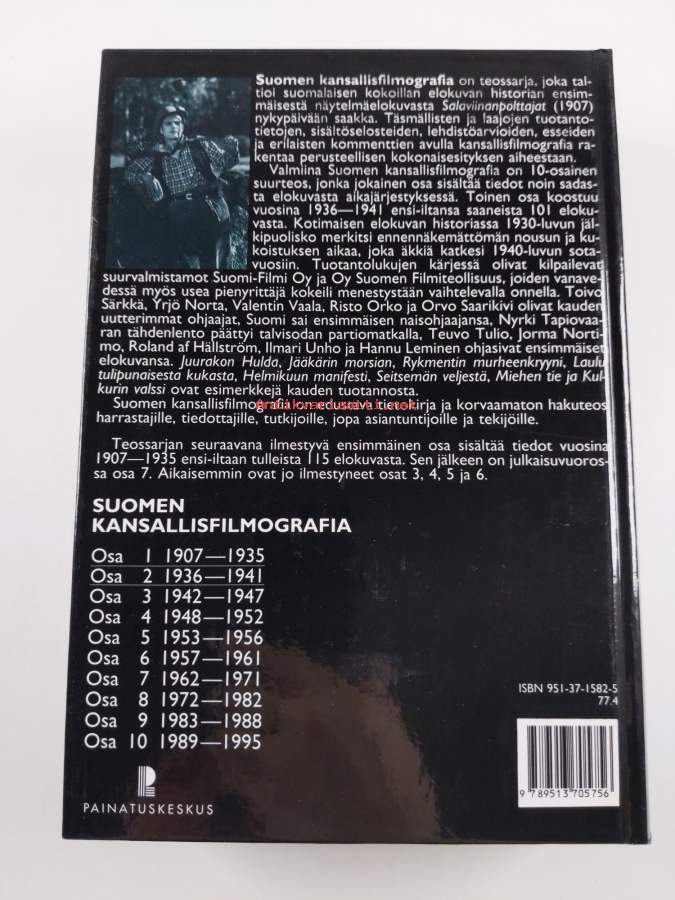 Suomen kansallisfilmografia on teossarja, joka tal-
tioi suomalaisen kokoillan elokuvan historian ensim-
mäisestä näytelmäelokuvasta Salaviinanpolttajat (1907)
nykypäivään saakka. Täsmällisten ja laajojen tuotanto-
tietojen, sisältöselosteiden, lehdistöarvioiden, esseiden
ja erilaisten kommenttien avulla kansallisfilmografia ra-
kentaa perusteellisen kokonaisesityksen aiheestaan.
Valmiina Suomen kansallisfilmografia on 10-osainen
suurteos, jonka jokainen osa sisältää tiedot noin sadas-
ta elokuvasta aikajärjestyksessä. Toinen osa koostuu
vuosina 1936—1941 ensi-iltansa saaneista 101 eloku-
vasta. Kotimaisen elokuvan historiassa 1930-luvun jäl-
kipuolisko merkitsi ennennäkemättömän nousun ja ku-
koistuksen aikaa, joka äkkiä katkesi 1940-luvun sota-
vuosiin. Tuotantolukujen kärjessä olivat kilpailevat
suurvalmistamot Suomi-Filmi Oy ja Oy Suomen Filmiteollisuus, joiden vanave-
dessä myös usea pienyrittäjä kokeili menestystään vaihtelevalla onnella. Toivo
Särkkä, Yrjö Norta, Valentin Vaala, Risto Orko ja Orvo Saarikivi olivat kauden
uutterimmat ohjaajat, Suomi sai ensimmäisen naisohjaajansa, Nyrki Tapiovaa-
ran tähdenlento päättyi talvisodan partiomatkalla, Teuvo Tulio, Jorma Norti-
mo, Roland af Hällström, Ilmari Unho ja Hannu Leminen ohjasivat ensimmäiset
elokuvansa. Juurakon Hulda, Jääkärin morsian, Rykmentin murheenkryyni, Laulu
tulipunaisesta kukasta, Helmikuun manifesti, Seitsemän veljestä, Miehen tie ja Kul-
kurin valssi ovat esimerkkejä kauden tuotannosta.
Suomen kansallisfilmografia on edustava tietokirja ja korvaamaton hakuteos
harrastajille, tiedottajille, tutkijoille, jopa asiantuntijoille ja tekijöille.
Teossarjan seuraavana ilmestyvä ensimmäinen osa sisältää tiedot vuosina
1907—1935 ensi-iltaan tulleista 115 elokuvasta. Sen jälkeen on julkaisuvuoros-
sa osa 7. Aikaisemmin ovat jo ilmestyneet osat 3, 4, 5 ja 6.
SUOMEN
KANSALLISFILMOGRAFIA
Osa 1 1907—1935
Osa 2 1936—1941
Osa 3 1942—1947
Osa 4 1948—1952
Osa 5 1953—1956
Osa 6 1957—1961
Osa 7 1962—1971
Osa 8 1972—1982
Osa 9 1983—1988
Osa 10 1989—1995
PAINATUSKESKUS
ISBN 951-37-1582-5
77.4
9 789513 705756